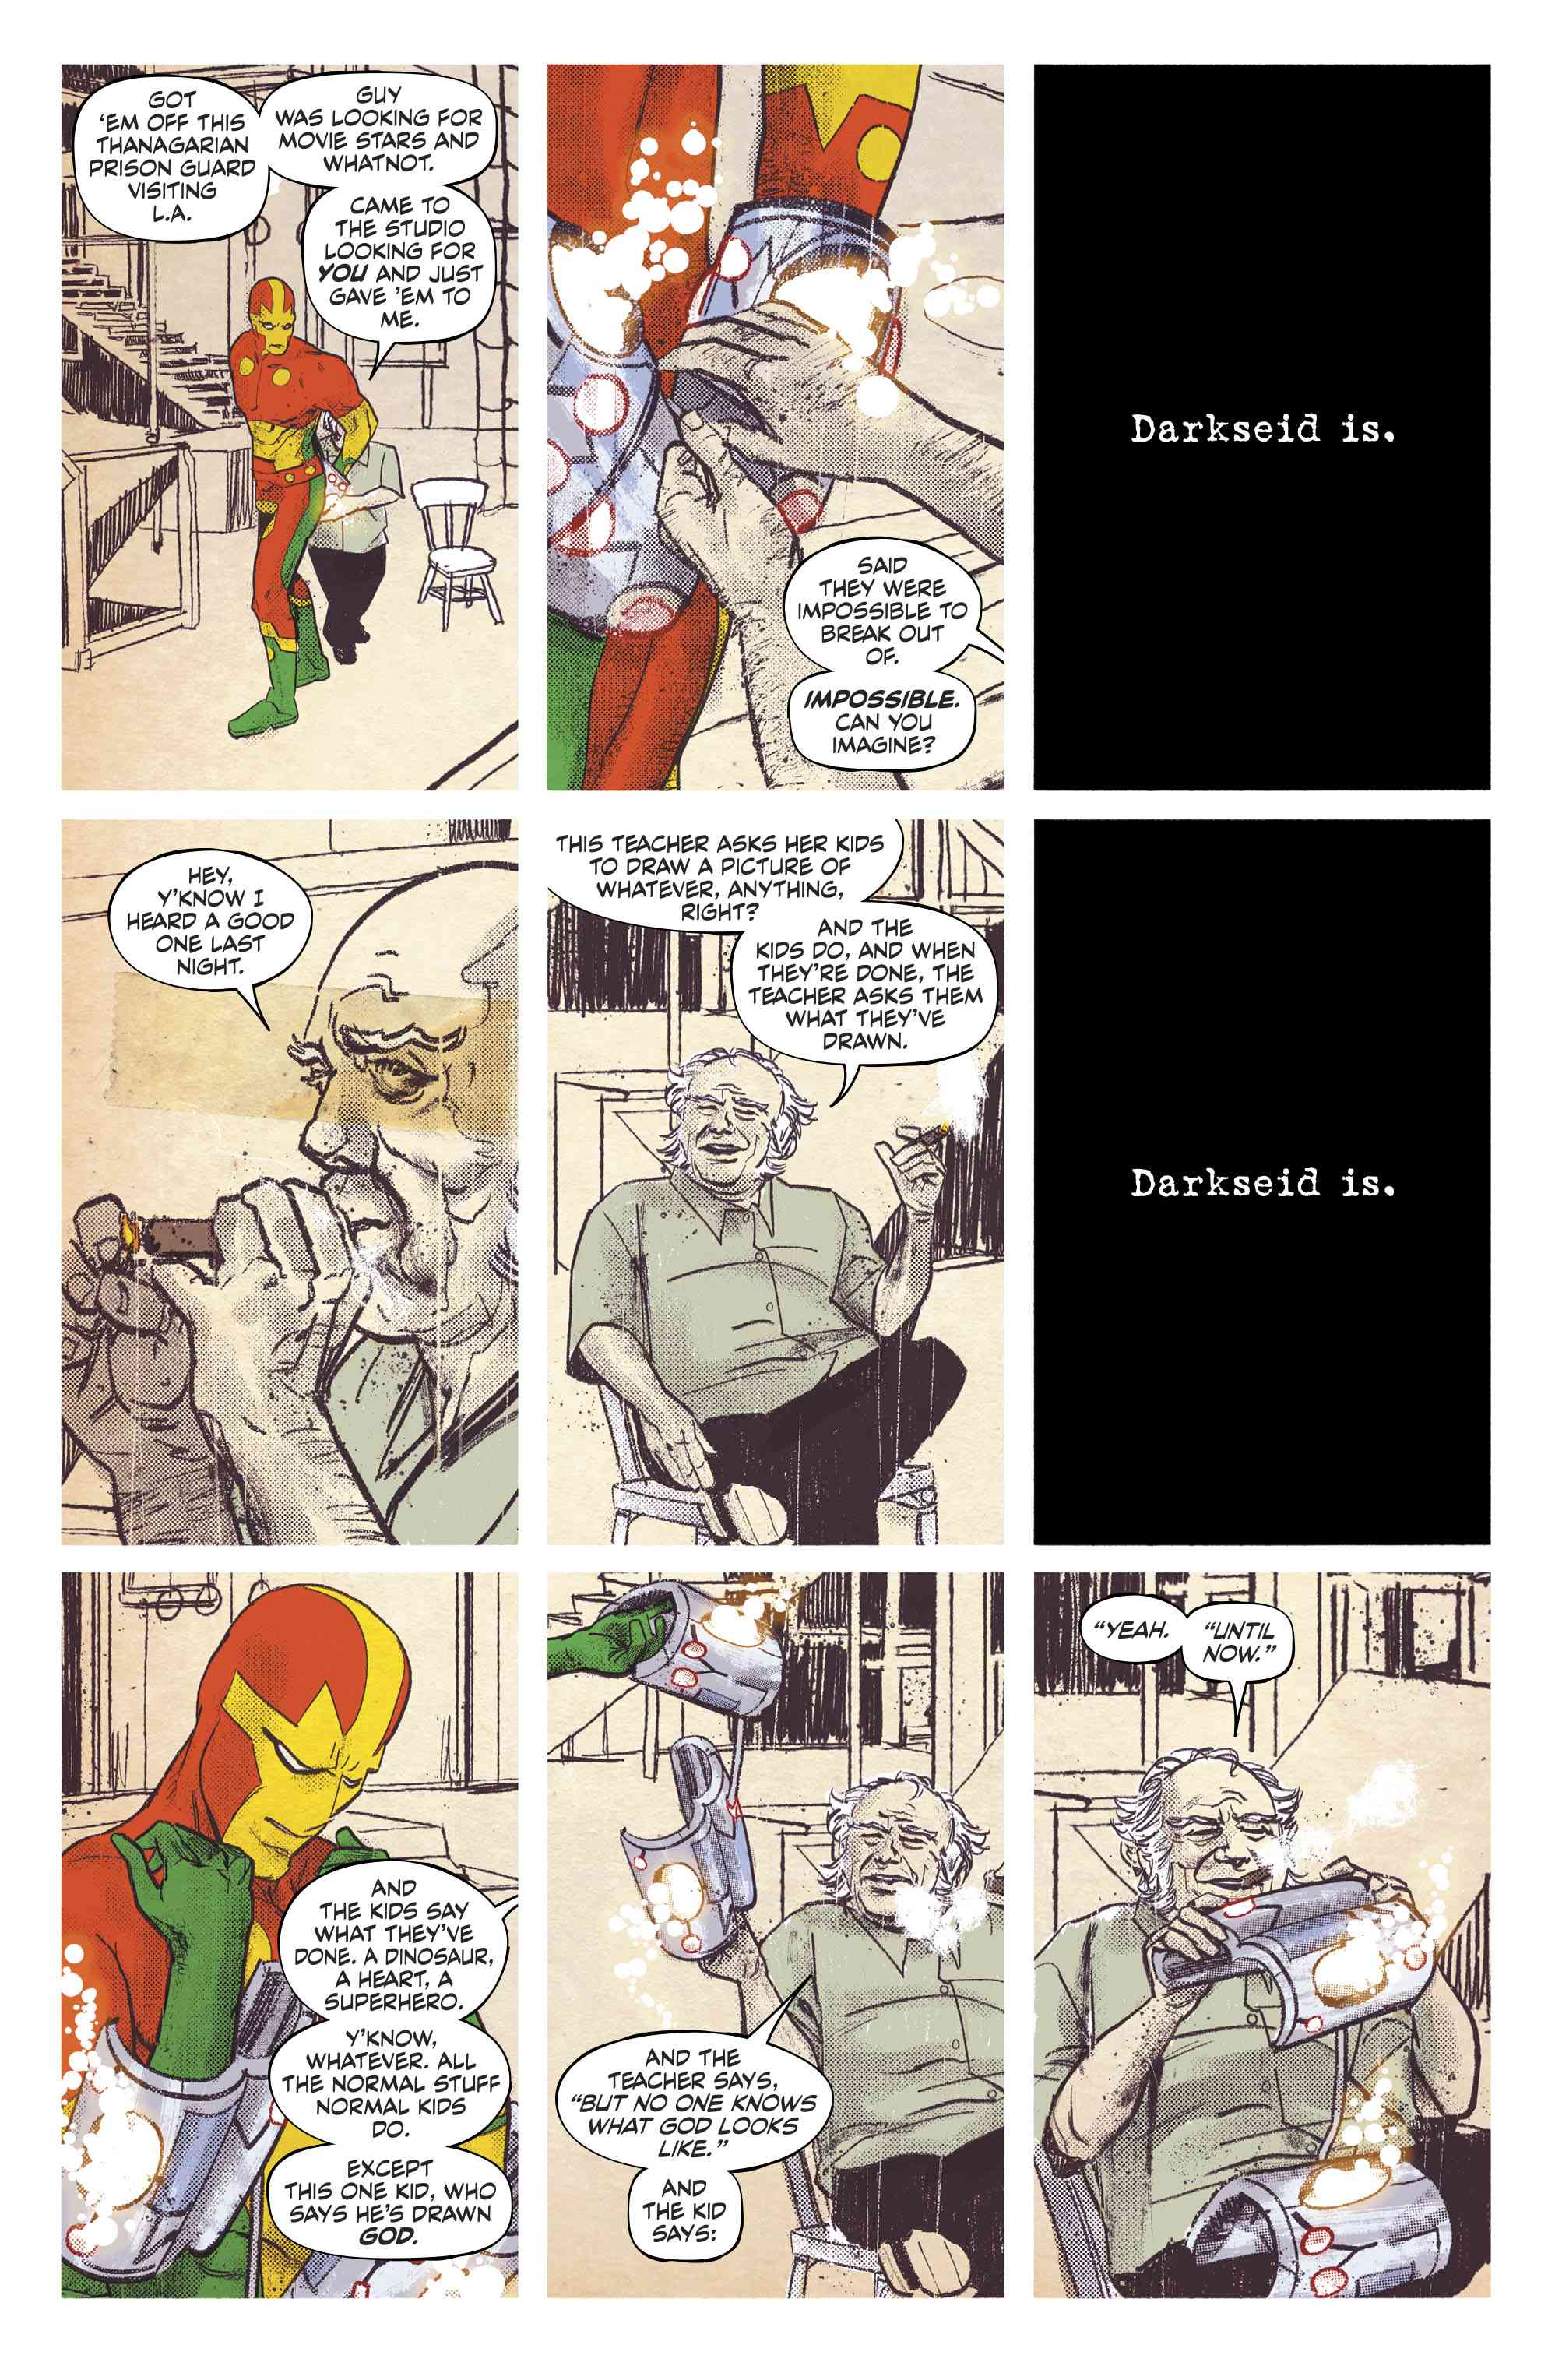 GOT
'EM OFF THIS
THANAGARIAN
PRISON GUARD
VISITING
L.A.
GUY
WAS LOOKING FOR
MOVIE STARS AND
WHATNOT.
CAME TO
THE STUDIO
LOOKING FOR
YOU AND JUST
GAVE 'EM TO
ME.
SAID
THEY WERE
IMPOSSIBLE TO
BREAK OUT
OF.
IMPOSSIBLE.
CAN YOU
IMAGINE?
Darkseid is.
HEY,
Y'KNOW I
HEARD A GOOD
ONE LAST
NIGHT.
THIS TEACHER ASKS HER KIDS
TO DRAW A PICTURE OF
WHATEVER, ANYTHING,
RIGHT?
AND THE
KIDS DO, AND WHEN
THEY'RE DONE, THE
TEACHER ASKS THEM
WHAT THEY'VE
DRAWN.
Darkseid is.
AND
THE KIDS SAY
WHAT THEY'VE
DONE. A DINOSAUR,
A HEART, A
SUPERHERO.
Y'KNOW,
WHATEVER. ALL
THE NORMAL STUFF
NORMAL KIDS
DO.
EXCEPT
THIS ONE KID, WHO
SAYS HE'S DRAWN
GOD.
AND THE
TEACHER SAYS,
"BUT NO ONE KNOWS
WHAT GOD LOOKS
LIKE."
AND
THE KID
SAYS:
"YEAH.
"UNTIL
NOW."